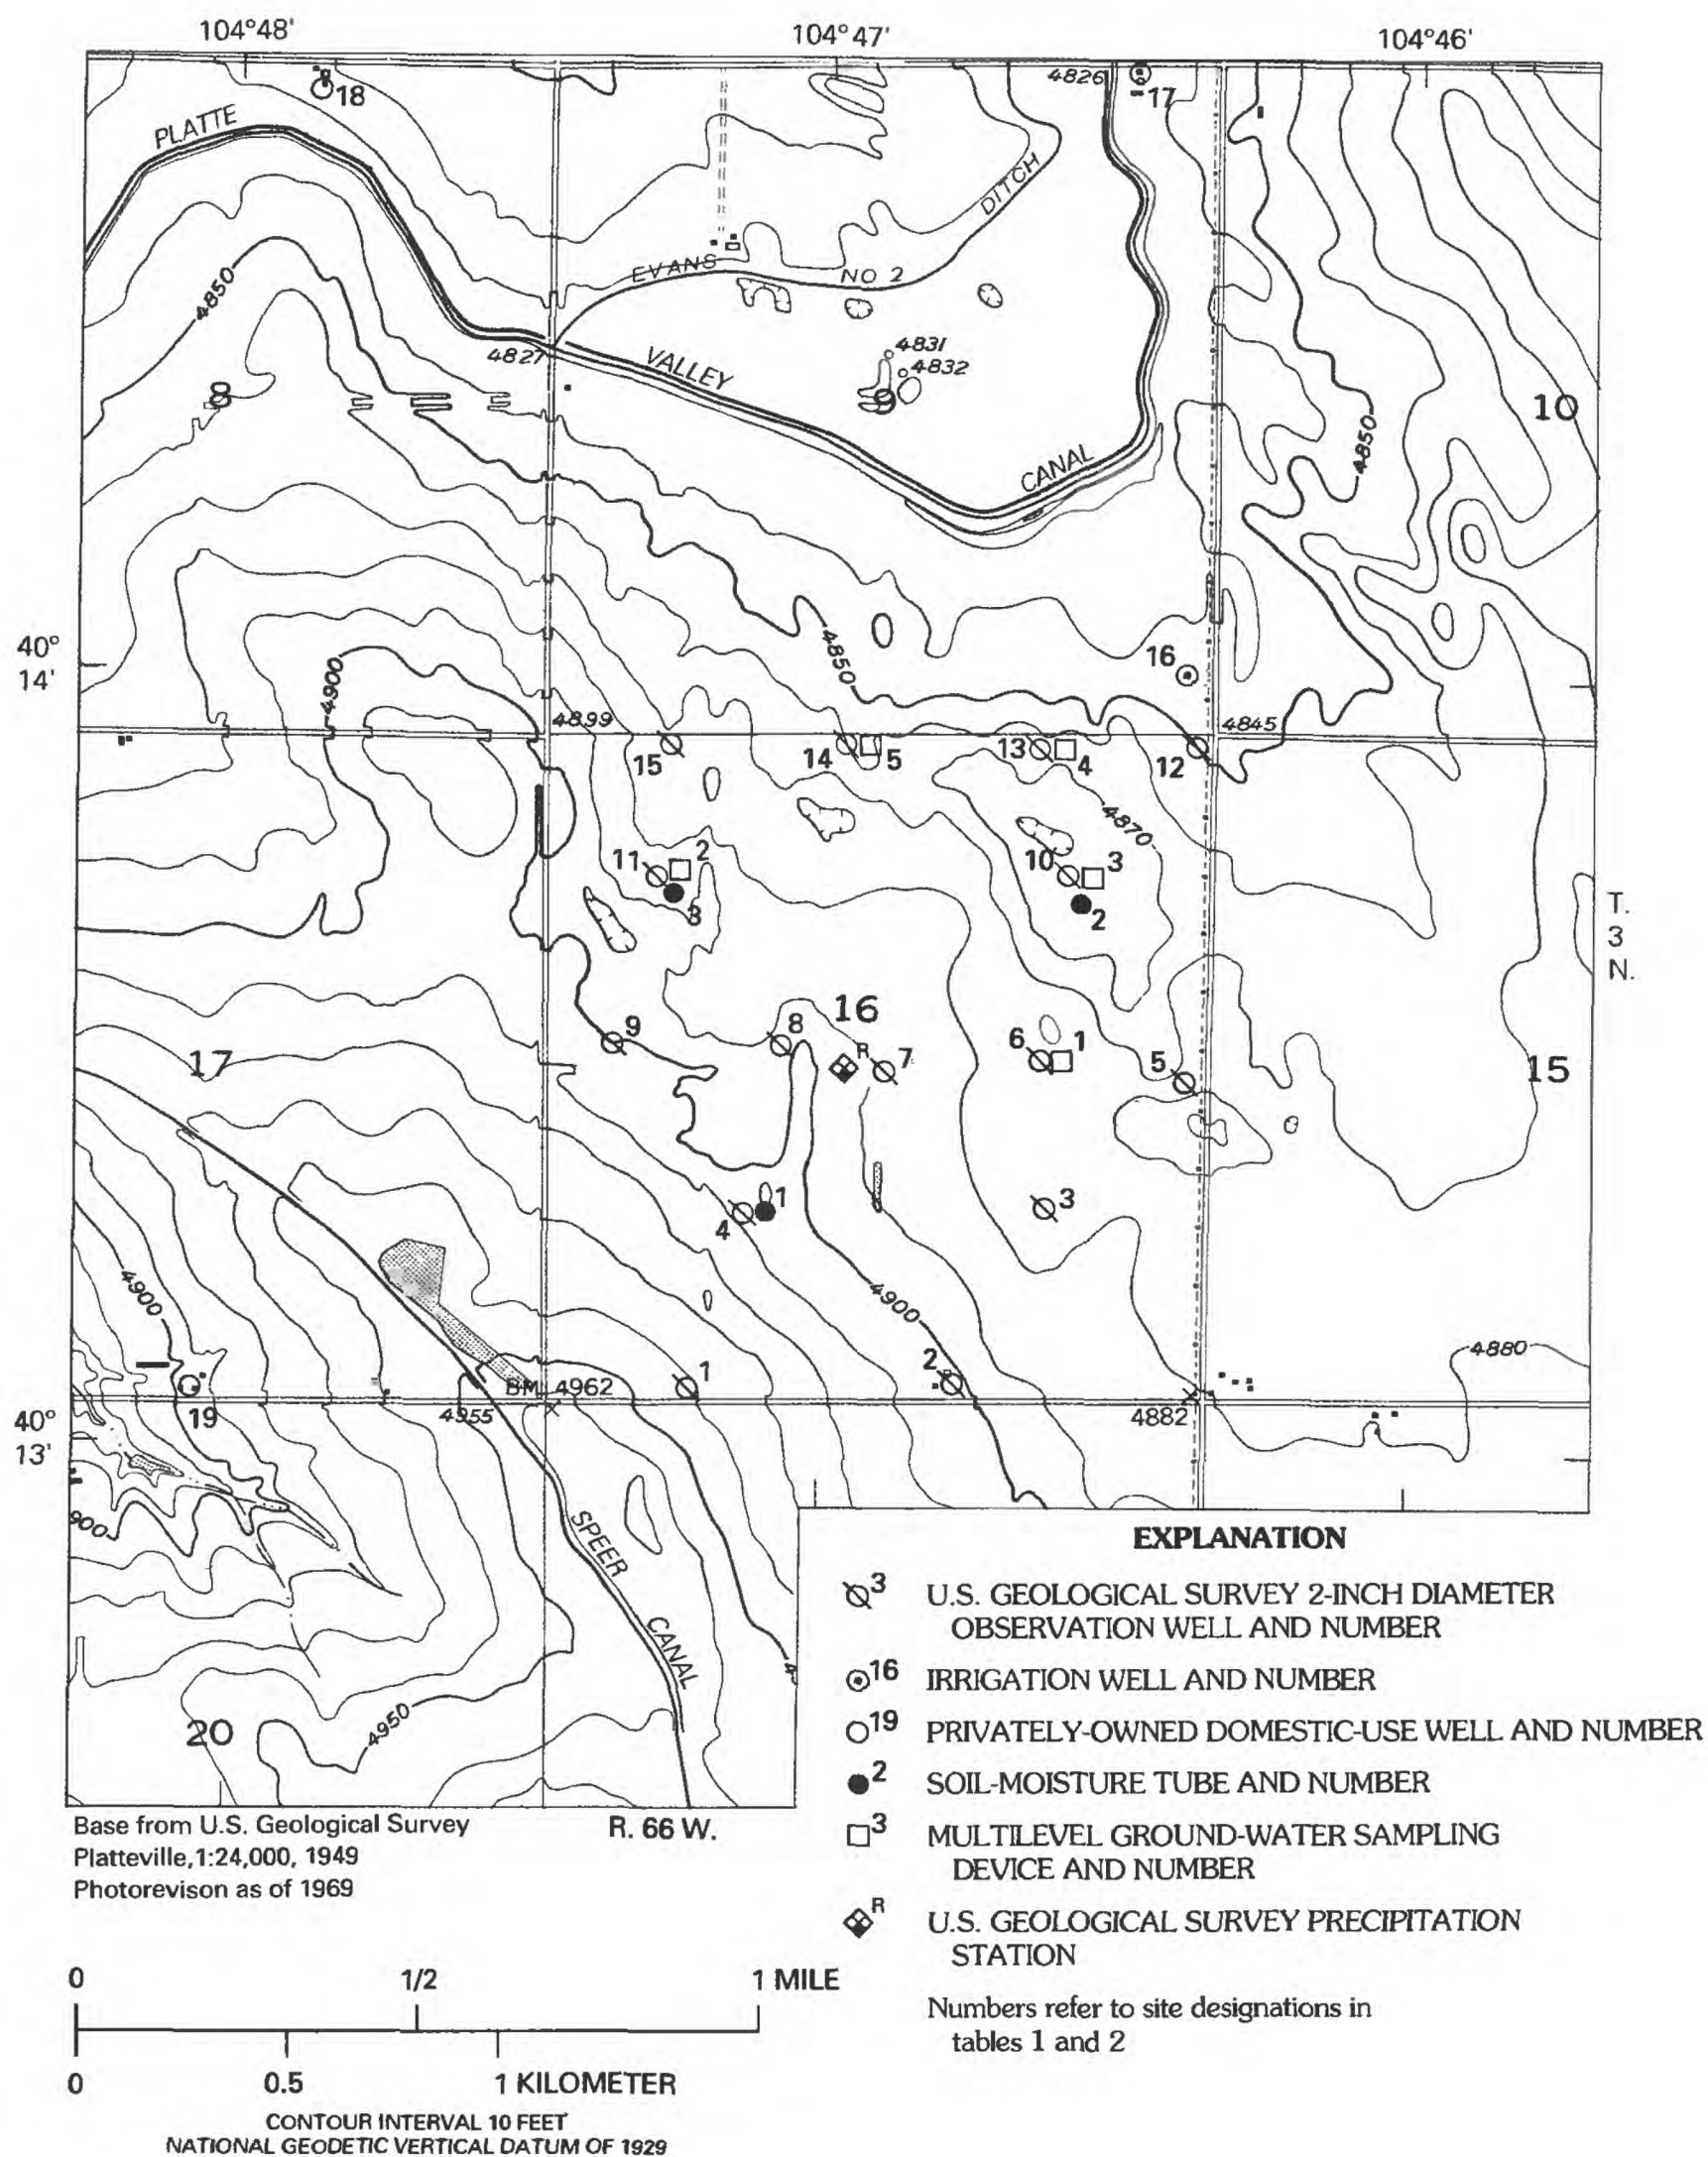 104°48'
104°47'
104°46'
18
4826
17
PLATTE
DITCH
EVANS
NO 2
4850
4827
VALLEY
4831
4832
8
9
10
CANAL
4850
40°
14'
4850
16
4900
4899
4845
15
14
5
13
4
12
4870
11
2
3
10
3
2
T.
3
N.
16
9
8
R
7
6
1
5
17
15
4
1
3
4900
4900
4880
2
1
BM
4962
19
4955
4882
40°
13'
900
SPEER
CANAL
20
4950
4
EXPLANATION
3
U.S. GEOLOGICAL SURVEY 2-INCH DIAMETER
OBSERVATION WELL AND NUMBER
16
IRRIGATION WELL AND NUMBER
19
PRIVATELY-OWNED DOMESTIC-USE WELL AND NUMBER
2
SOIL-MOISTURE TUBE AND NUMBER
3
MULTILEVEL GROUND-WATER SAMPLING
DEVICE AND NUMBER
R
U.S. GEOLOGICAL SURVEY PRECIPITATION
STATION
Numbers refer to site designations in
tables 1 and 2
Base from U.S. Geological Survey
Platteville,1:24,000, 1949
Photorevison as of 1969
R. 66 W.
0 1/2 1 MILE
0 0.5 1 KILOMETER
CONTOUR INTERVAL 10 FEET
NATIONAL GEODETIC VERTICAL DATUM OF 1929